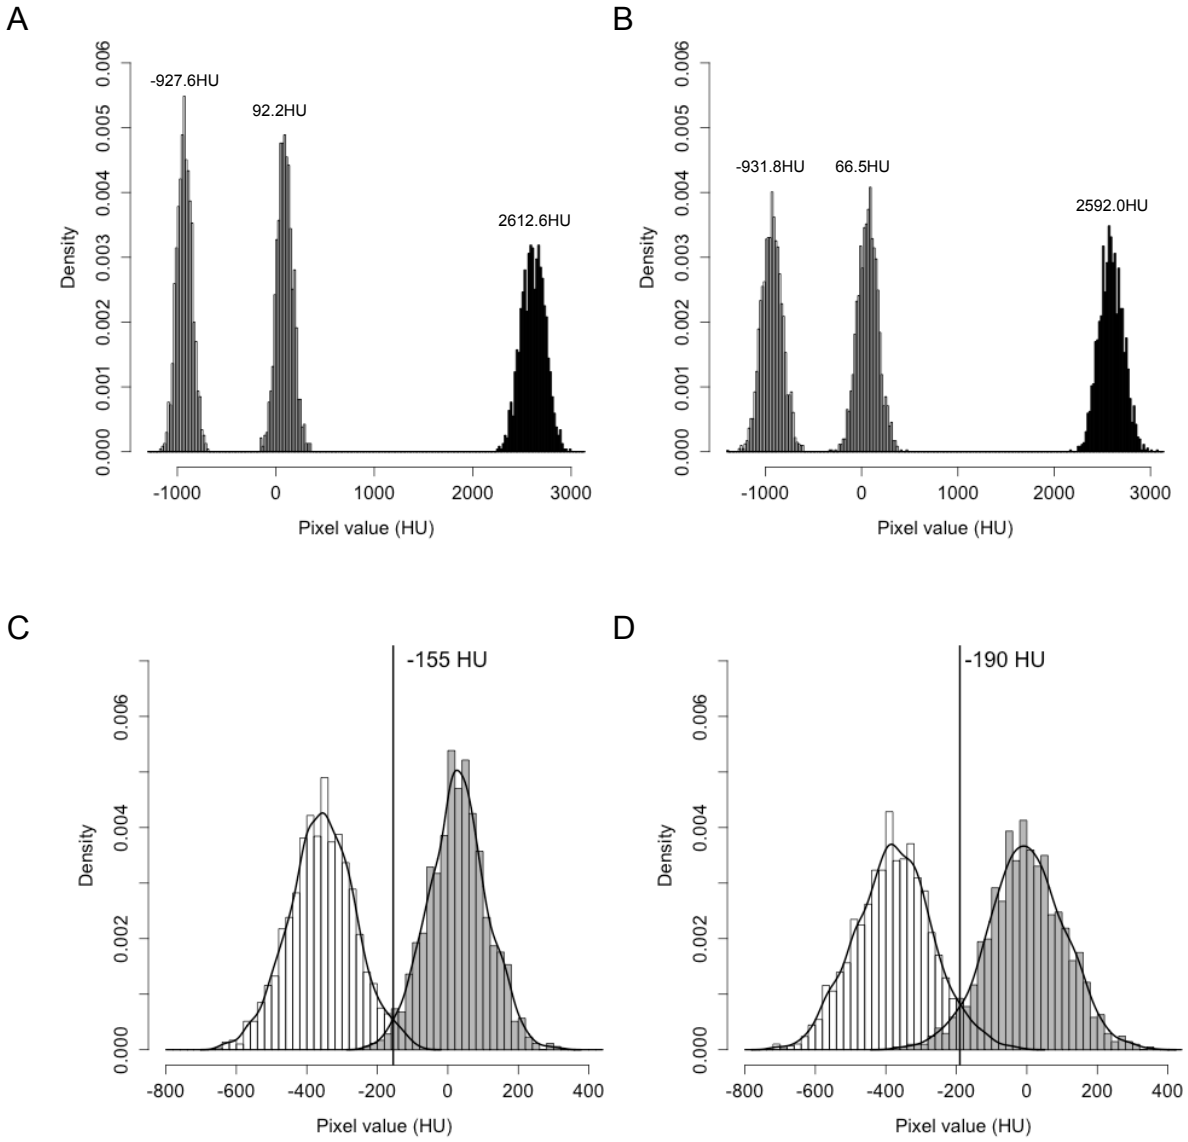 A
B
-927.6HU
92.2HU
2612.6HU
0.000
0.001
0.002
0.003
0.004
0.005
0.006
Density
-1000
0
1000
2000
3000
Pixel value (HU)
-931.8HU
66.5HU
2592.0HU
0.000
0.001
0.002
0.003
0.004
0.005
0.006
Density
-1000
0
1000
2000
3000
Pixel value (HU)
C
D
-155 HU
0.000
0.002
0.004
0.006
Density
-800
-600
-400
-200
0
200
400
Pixel value (HU)
-190 HU
0.000
0.002
0.004
0.006
Density
-800
-600
-400
-200
0
200
400
Pixel value (HU)